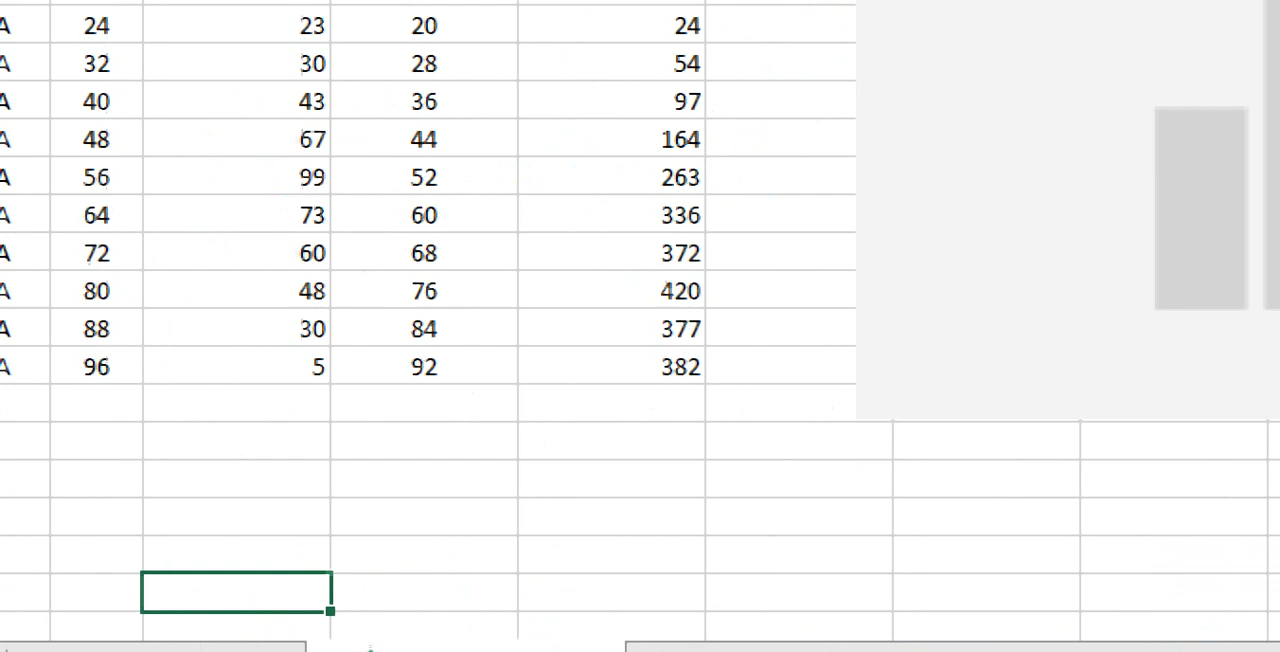 A 24 23 20 24
A 32 30 28 54
A 40 43 36 97
A 48 67 44 164
A 56 99 52 263
A 64 73 60 336
A 72 60 68 372
A 80 48 76 420
A 88 30 84 377
A 96 5 92 382